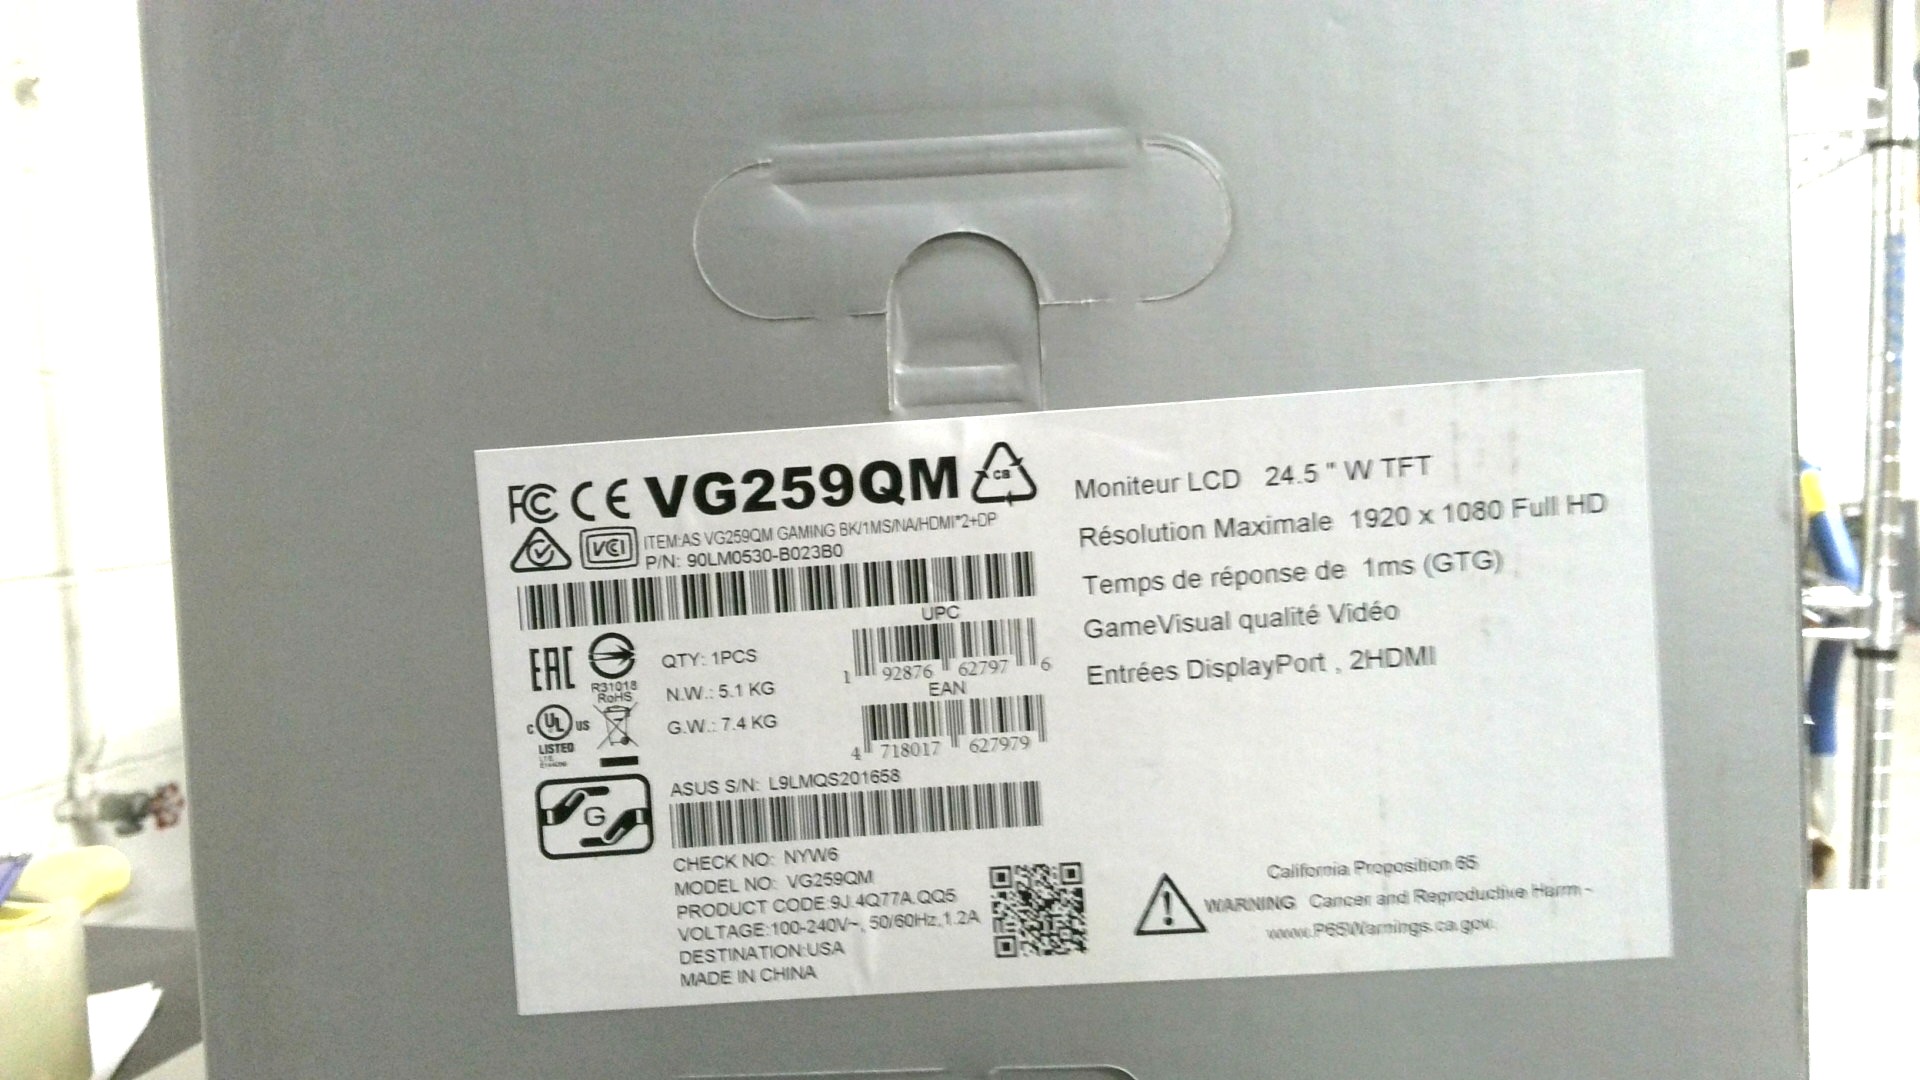 FC CE VG259QM CB
VCCI ITEM:AS VG259QM GAMING BK/1MS/NA/HDMI*2+DP
P/N: 90LM0530-B023B0
UPC
1 92876 62797 6
EAN
4 718017 627979
EAC
R31018
RoHS
QTY: 1PCS
N.W.: 5.1 KG
G.W.: 7.4 KG
c UL US
LISTED
G
ASUS S/N: L9LMQS201658
CHECK NO: NYW6
MODEL NO: VG259QM
PRODUCT CODE:9J.4Q77A.QQ5
VOLTAGE:100-240V~, 50/60Hz,1.2A
DESTINATION:USA
MADE IN CHINA
Moniteur LCD 24.5 " W TFT
Résolution Maximale 1920 x 1080 Full HD
Temps de réponse de 1ms (GTG)
GameVisual qualité Vidéo
Entrées DisplayPort , 2HDMI
California Proposition 65
WARNING Cancer and Reproductive Harm -
www.P65Warnings.ca.gov.